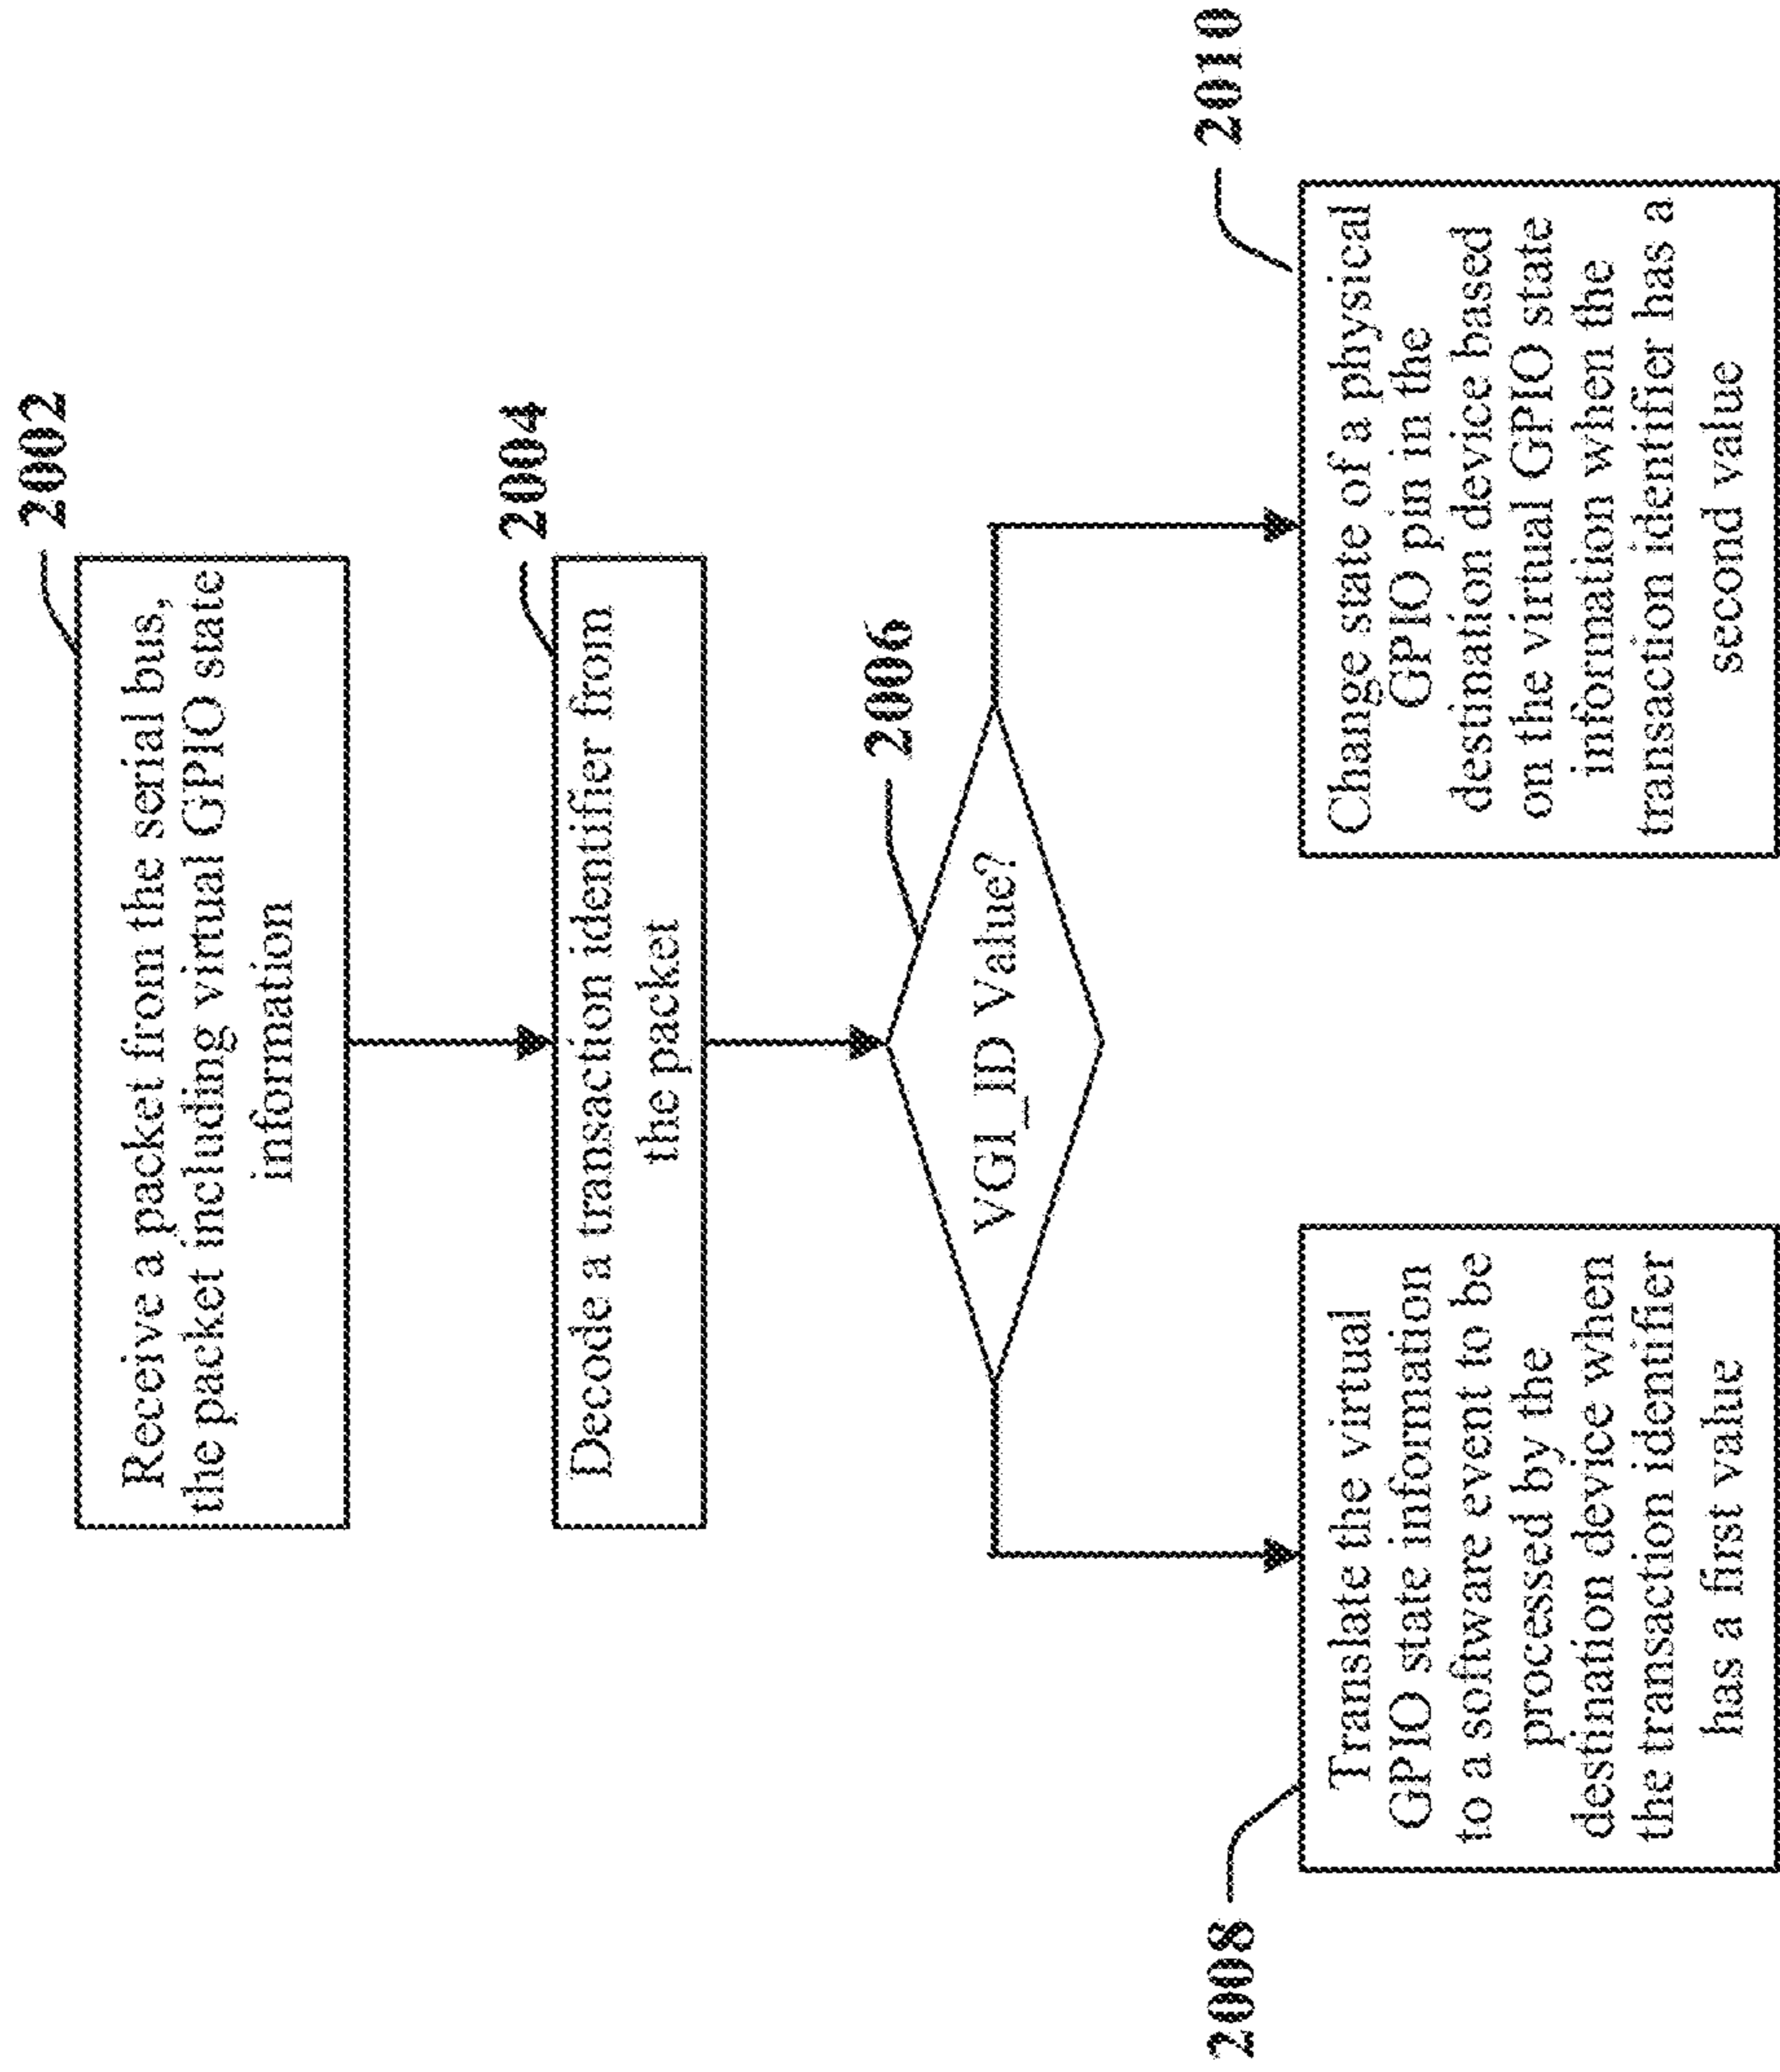 2002
Receive a packet from the serial bus,
the packet including virtual GPIO state
information
2004
Decode a transaction identifier from
the packet
2006
VGI_ID Value?
2008
Translate the virtual
GPIO state information
to a software event to be
processed by the
destination device when
the transaction identifier
has a first value
2010
Change state of a physical
GPIO pin in the
destination device based
on the virtual GPIO state
information when the
transaction identifier has a
second value